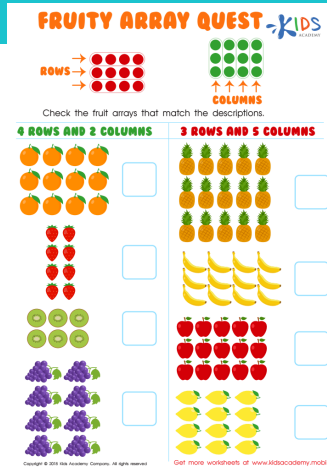 FRUITY ARRAY QUEST
KIDS
ACADEMY
ROWS
COLUMNS
Check the fruit arrays that match the descriptions.
4 ROWS AND 2 COLUMNS
3 ROWS AND 5 COLUMNS
Copyright © 2015 Kids Academy Company. All rights reserved
Get more worksheets at www.kidsacademy.mobi